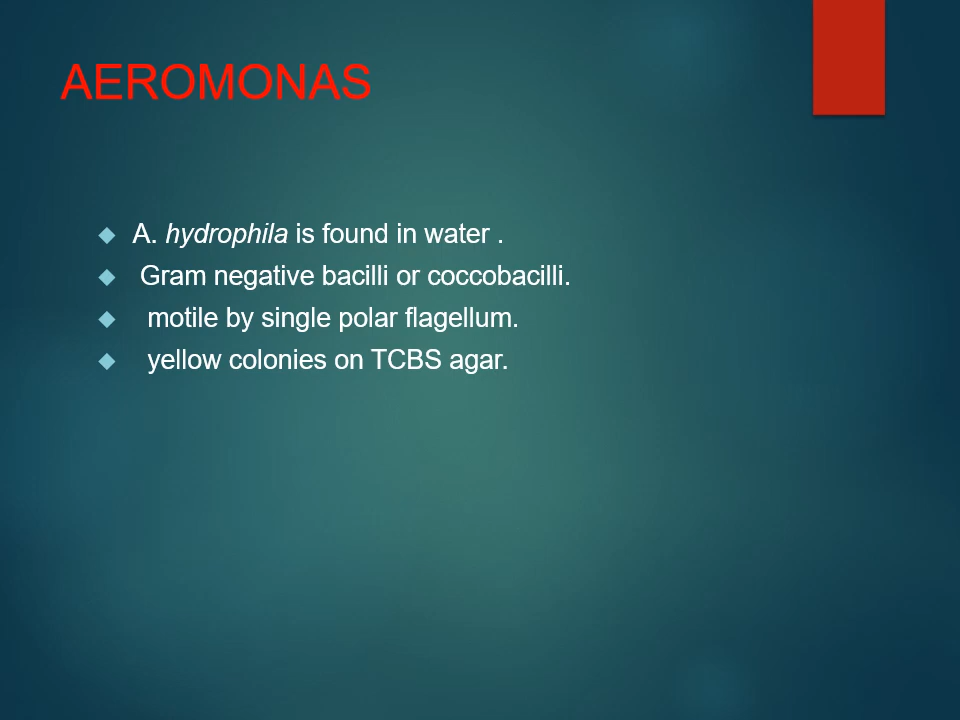 AEROMONAS
A. hydrophila is found in water .
Gram negative bacilli or coccobacilli.
motile by single polar flagellum.
yellow colonies on TCBS agar.